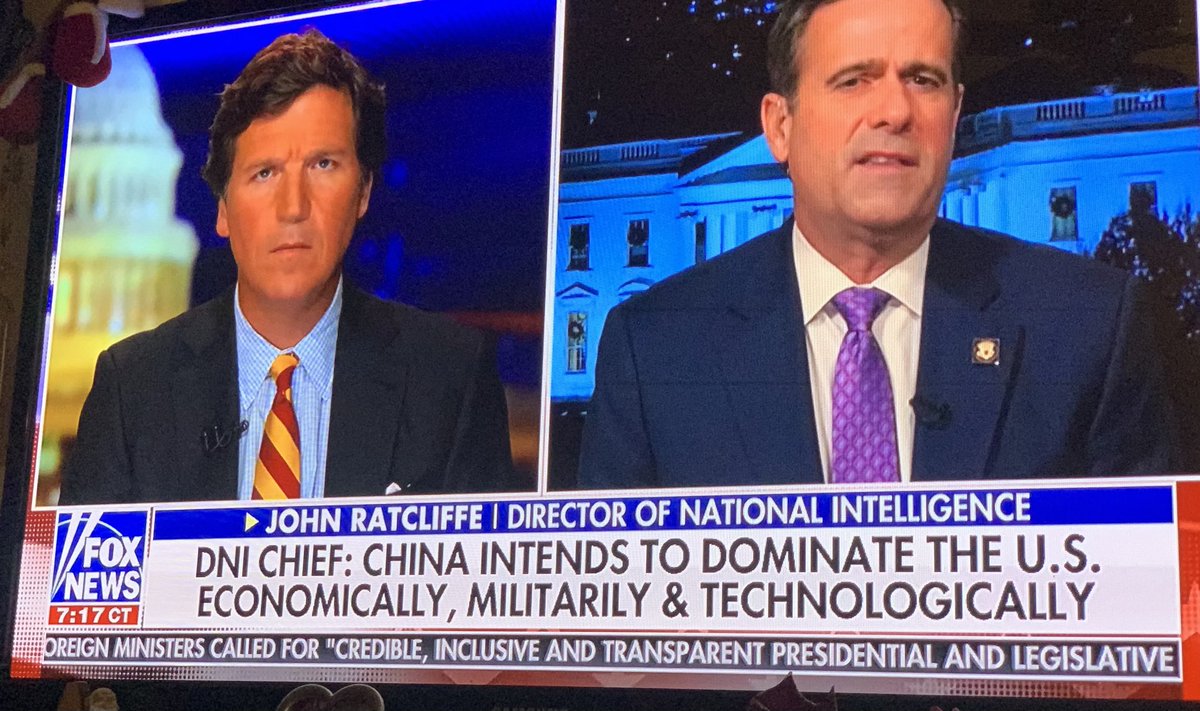 JOHN RATCLIFFE | DIRECTOR OF NATIONAL INTELLIGENCE
FOX
NEWS
7:17 CT
DNI CHIEF: CHINA INTENDS TO DOMINATE THE U.S.
ECONOMICALLY, MILITARILY & TECHNOLOGICALLY
OREIGN MINISTERS CALLED FOR "CREDIBLE, INCLUSIVE AND TRANSPARENT PRESIDENTIAL AND LEGISLATIVE